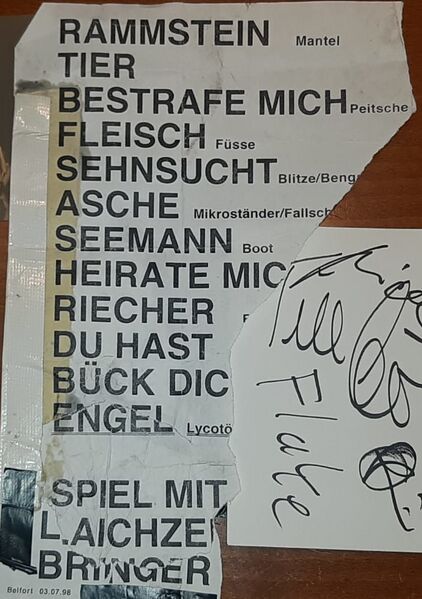 RAMMSTEIN Mantel
TIER
BESTRAFE MICH Peitsche
FLEISCH Füsse
SEHNSUCHT Blitze/Beng
ASCHE Mikroständer/Fallsch
SEEMANN Boot
HEIRATE MIC
RIECHER F
DU HAST
BÜCK DIC
ENGEL Lycotö
SPIEL MIT
L.AICHZE
BRINGER
Belfort 03.07.98
Flake